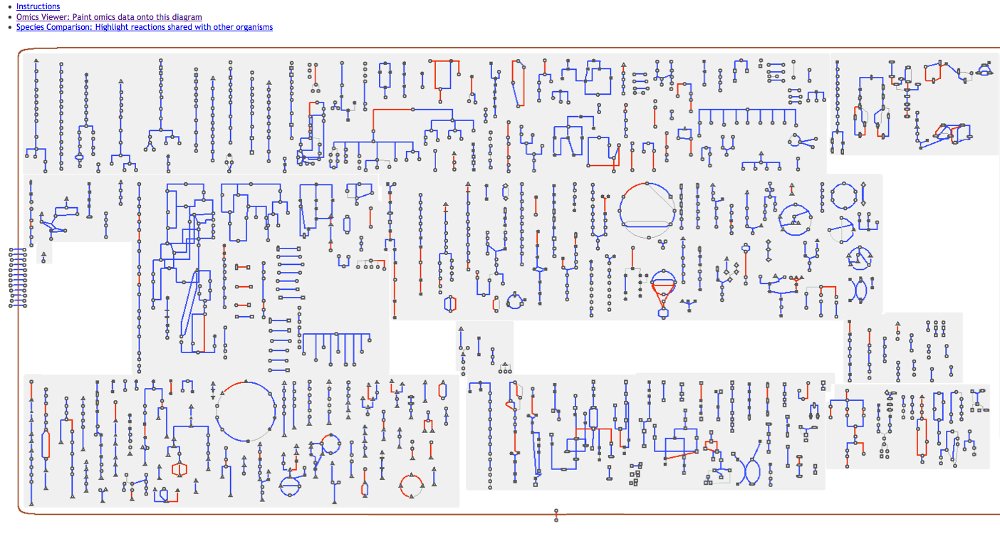 Instructions
Omics Viewer: Paint omics data onto this diagram
Species Comparison: Highlight reactions shared with other organisms